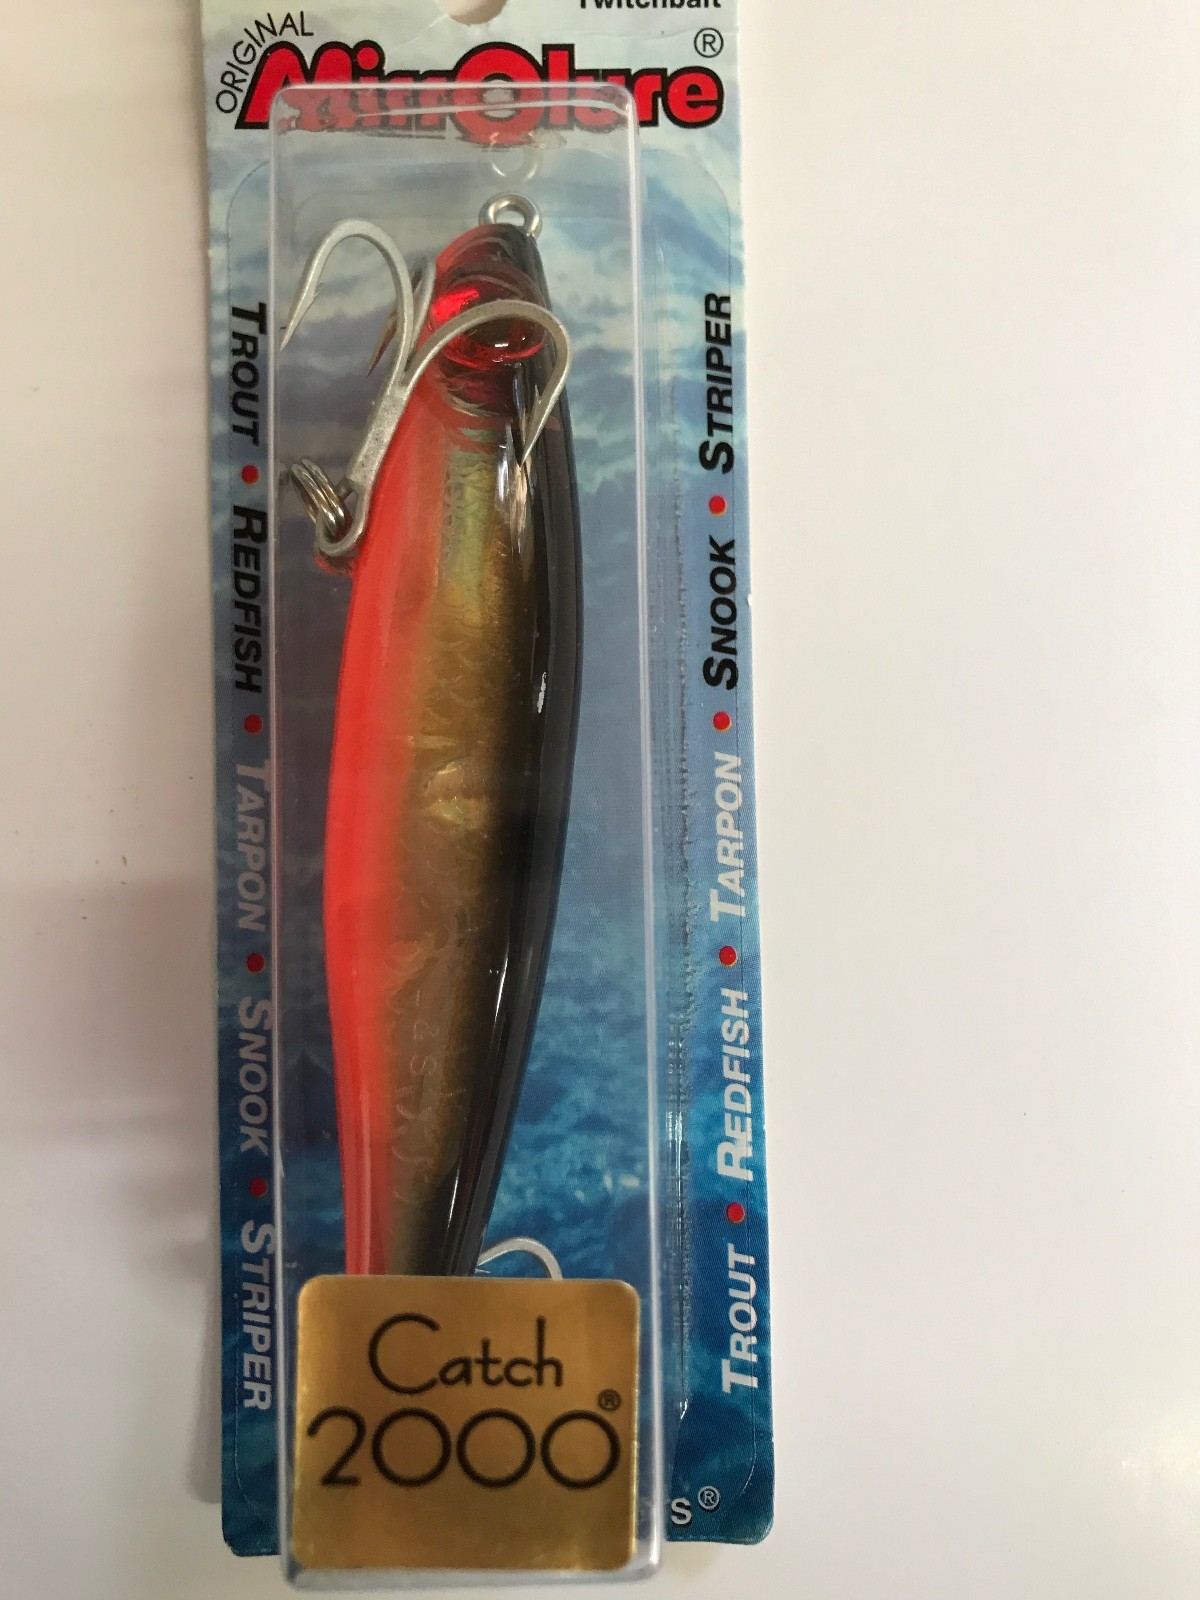 Twitchbait
ORIGINAL
MirrOlure®
TROUT • REDFISH • TARPON • SNOOK • STRIPER
TROUT • REDFISH • TARPON • SNOOK • STRIPER
Catch
2000®